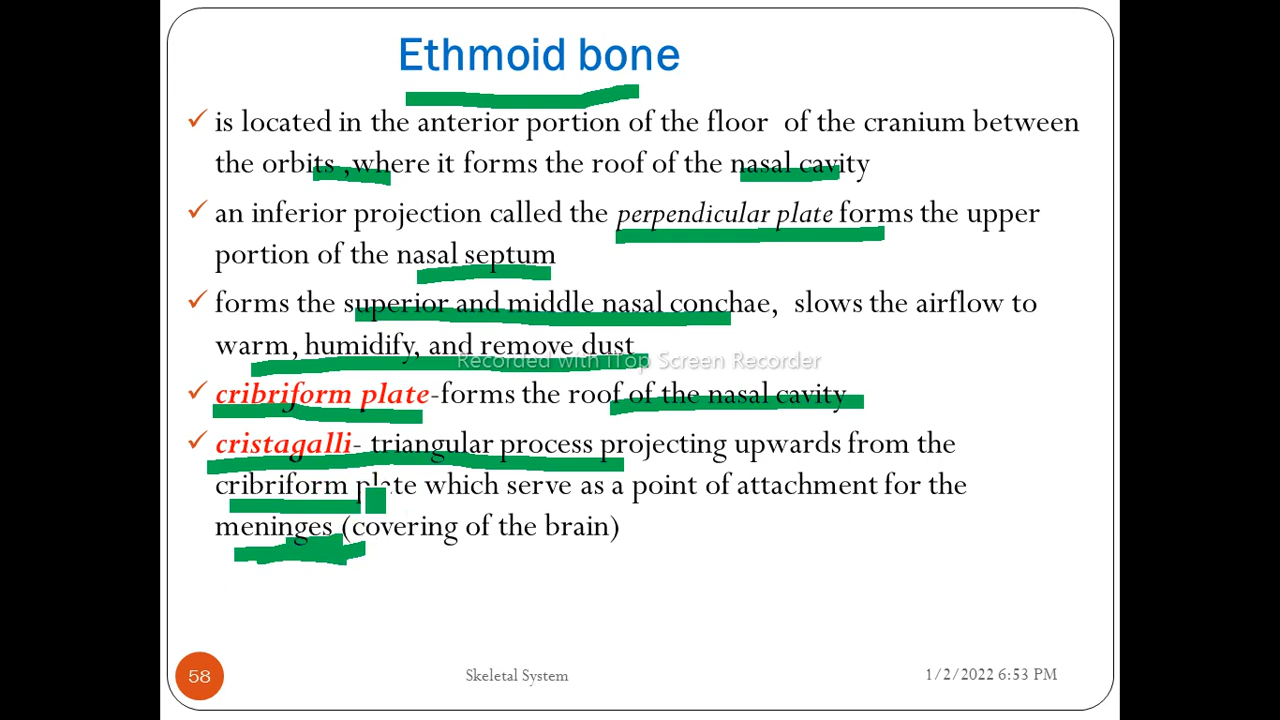 Ethmoid bone
✓ is located in the anterior portion of the floor of the cranium between
the orbits ,where it forms the roof of the nasal cavity
✓ an inferior projection called the perpendicular plate forms the upper
portion of the nasal septum
✓ forms the superior and middle nasal conchae, slows the airflow to
warm, humidify, and remove dust
Recorded with iTop Screen Recorder
✓ cribriform plate-forms the roof of the nasal cavity
✓ cristagalli- triangular process projecting upwards from the
cribriform plate which serve as a point of attachment for the
meninges (covering of the brain)
58
Skeletal System
1/2/2022 6:53 PM